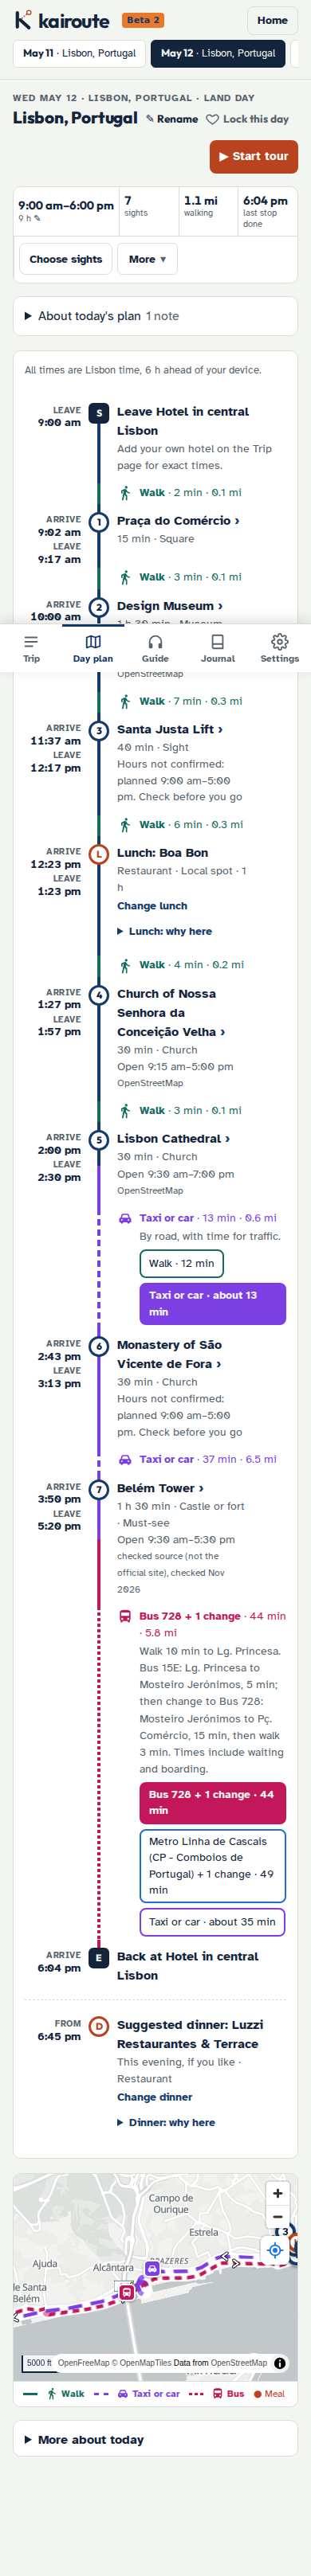 kairoute Beta 2 Home
May 11 · Lisbon, Portugal May 12 · Lisbon, Portugal
WED MAY 12 · LISBON, PORTUGAL · LAND DAY
Lisbon, Portugal ✎ Rename ♡ Lock this day
▶ Start tour
9:00 am–6:00 pm 7 1.1 mi 6:04 pm
9 h ✎ sights walking last stop
done
Choose sights More ▾
▶ About today's plan 1 note
All times are Lisbon time, 6 h ahead of your device.
LEAVE
9:00 am
S
Leave Hotel in central
Lisbon
Add your own hotel on the Trip
page for exact times.
Walk · 2 min · 0.1 mi
ARRIVE
9:02 am
LEAVE
9:17 am
1
Praça do Comércio ›
15 min · Square
Walk · 3 min · 0.1 mi
ARRIVE
10:00 am
2
Design Museum ›
Trip Day plan Guide Journal Settings
OpenStreetMap
Walk · 7 min · 0.3 mi
ARRIVE
11:37 am
LEAVE
12:17 pm
3
Santa Justa Lift ›
40 min · Sight
Hours not confirmed:
planned 9:00 am–5:00
pm. Check before you go
Walk · 6 min · 0.3 mi
ARRIVE
12:23 pm
LEAVE
1:23 pm
L
Lunch: Boa Bon
Restaurant · Local spot · 1
h
Change lunch
▶ Lunch: why here
Walk · 4 min · 0.2 mi
ARRIVE
1:27 pm
LEAVE
1:57 pm
4
Church of Nossa
Senhora da
Conceição Velha ›
30 min · Church
Open 9:15 am–5:00 pm
OpenStreetMap
Walk · 3 min · 0.1 mi
ARRIVE
2:00 pm
LEAVE
2:30 pm
5
Lisbon Cathedral ›
30 min · Church
Open 9:30 am–7:00 pm
OpenStreetMap
Taxi or car · 13 min · 0.6 mi
By road, with time for traffic.
Walk · 12 min
Taxi or car · about 13
min
ARRIVE
2:43 pm
LEAVE
3:13 pm
6
Monastery of São
Vicente de Fora ›
30 min · Church
Hours not confirmed:
planned 9:00 am–5:00
pm. Check before you go
Taxi or car · 37 min · 6.5 mi
ARRIVE
3:50 pm
LEAVE
5:20 pm
7
Belém Tower ›
1 h 30 min · Castle or fort
· Must-see
Open 9:30 am–5:30 pm
checked source (not the
official site), checked Nov
2026
Bus 728 + 1 change · 44 min
· 5.8 mi
Walk 10 min to Lg. Princesa.
Bus 15E: Lg. Princesa to
Mosteiro Jerónimos, 5 min;
then change to Bus 728:
Mosteiro Jerónimos to Pç.
Comércio, 15 min, then walk
3 min. Times include waiting
and boarding.
Bus 728 + 1 change · 44
min
Metro Linha de Cascais
(CP - Comboios de
Portugal) + 1 change · 49
min
Taxi or car · about 35 min
ARRIVE
6:04 pm
E
Back at Hotel in central
Lisbon
FROM
6:45 pm
D
Suggested dinner: Luzzi
Restaurantes & Terrace
This evening, if you like ·
Restaurant
Change dinner
▶ Dinner: why here
Campo de
Ourique
Estrela
3
Ajuda
Alcântara
PRAZERES
de Santa
Belém
+
−
5000 ft OpenFreeMap © OpenMapTiles Data from OpenStreetMap
Walk Taxi or car Bus Meal
▶ More about today